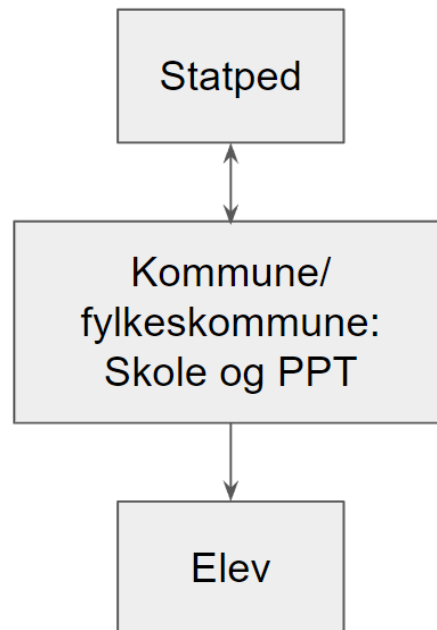 Statped
Kommune/
fylkeskommune:
Skole og PPT
Elev